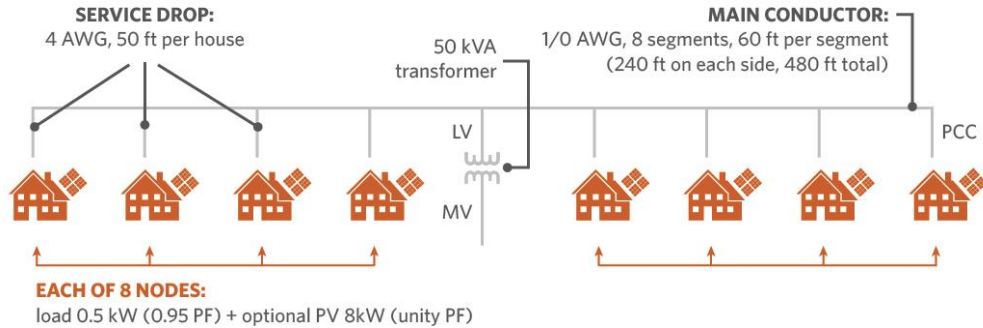 SERVICE DROP:
4 AWG, 50 ft per house
50 kVA
transformer
MAIN CONDUCTOR:
1/0 AWG, 8 segments, 60 ft per segment
(240 ft on each side, 480 ft total)
LV
PCC
MV
EACH OF 8 NODES:
load 0.5 kW (0.95 PF) + optional PV 8kW (unity PF)